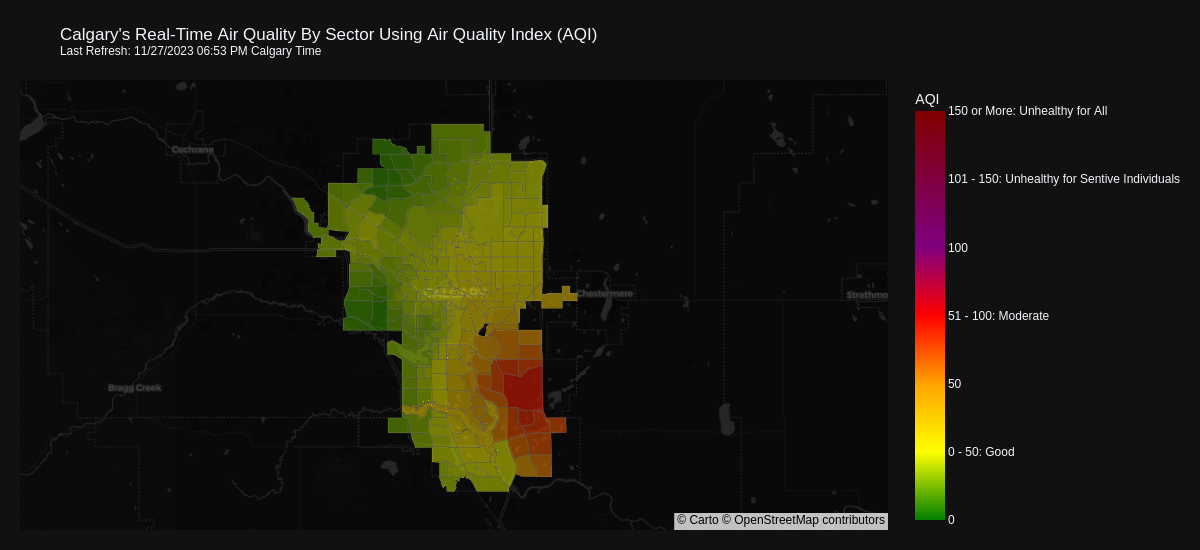 Calgary's Real-Time Air Quality By Sector Using Air Quality Index (AQI)
Last Refresh: 11/27/2023 06:53 PM Calgary Time
AQI
150 or More: Unhealthy for All
Cochrane
101 - 150: Unhealthy for Sentive Individuals
100
Chestermere
Strathmo
51 - 100: Moderate
50
Bragg Creek
0 - 50: Good
0
© Carto © OpenStreetMap contributors